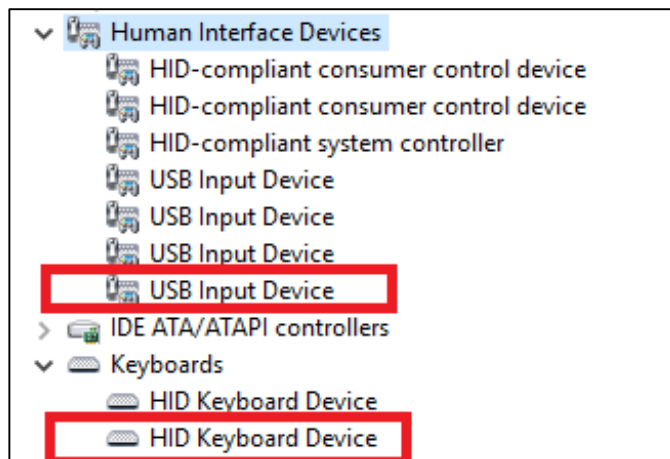 Human Interface Devices
HID-compliant consumer control device
HID-compliant consumer control device
HID-compliant system controller
USB Input Device
USB Input Device
USB Input Device
USB Input Device
IDE ATA/ATAPI controllers
Keyboards
HID Keyboard Device
HID Keyboard Device